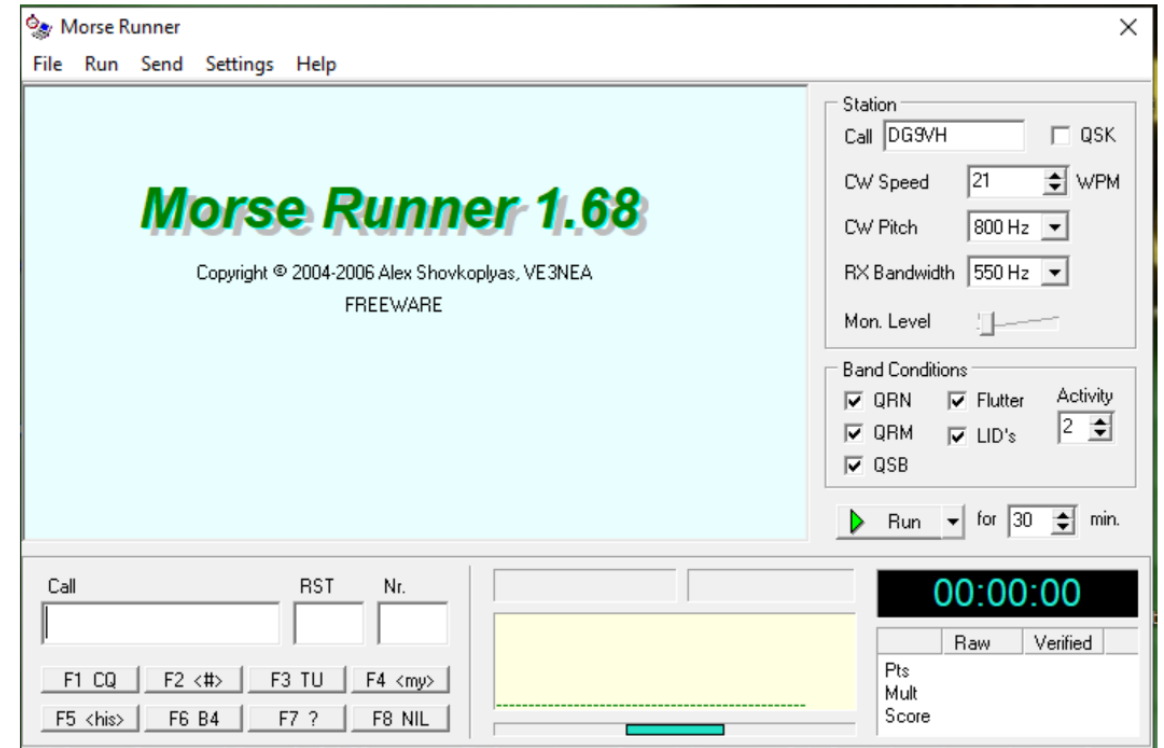 Morse Runner
File Run Send Settings Help
Morse Runner 1.68
Copyright © 2004-2006 Alex Shovkoplyas, VE3NEA
FREEWARE
Station
Call DG9VH QSK
CW Speed 21 WPM
CW Pitch 800 Hz
RX Bandwidth 550 Hz
Mon. Level
Band Conditions
QRN Flutter Activity
QRM LID's 2
QSB
Run for 30 min.
Call RST Nr.
F1 CQ F2 <#> F3 TU F4 <my>
F5 <his> F6 B4 F7 ? F8 NIL
00:00:00
Raw Verified
Pts
Mult
Score